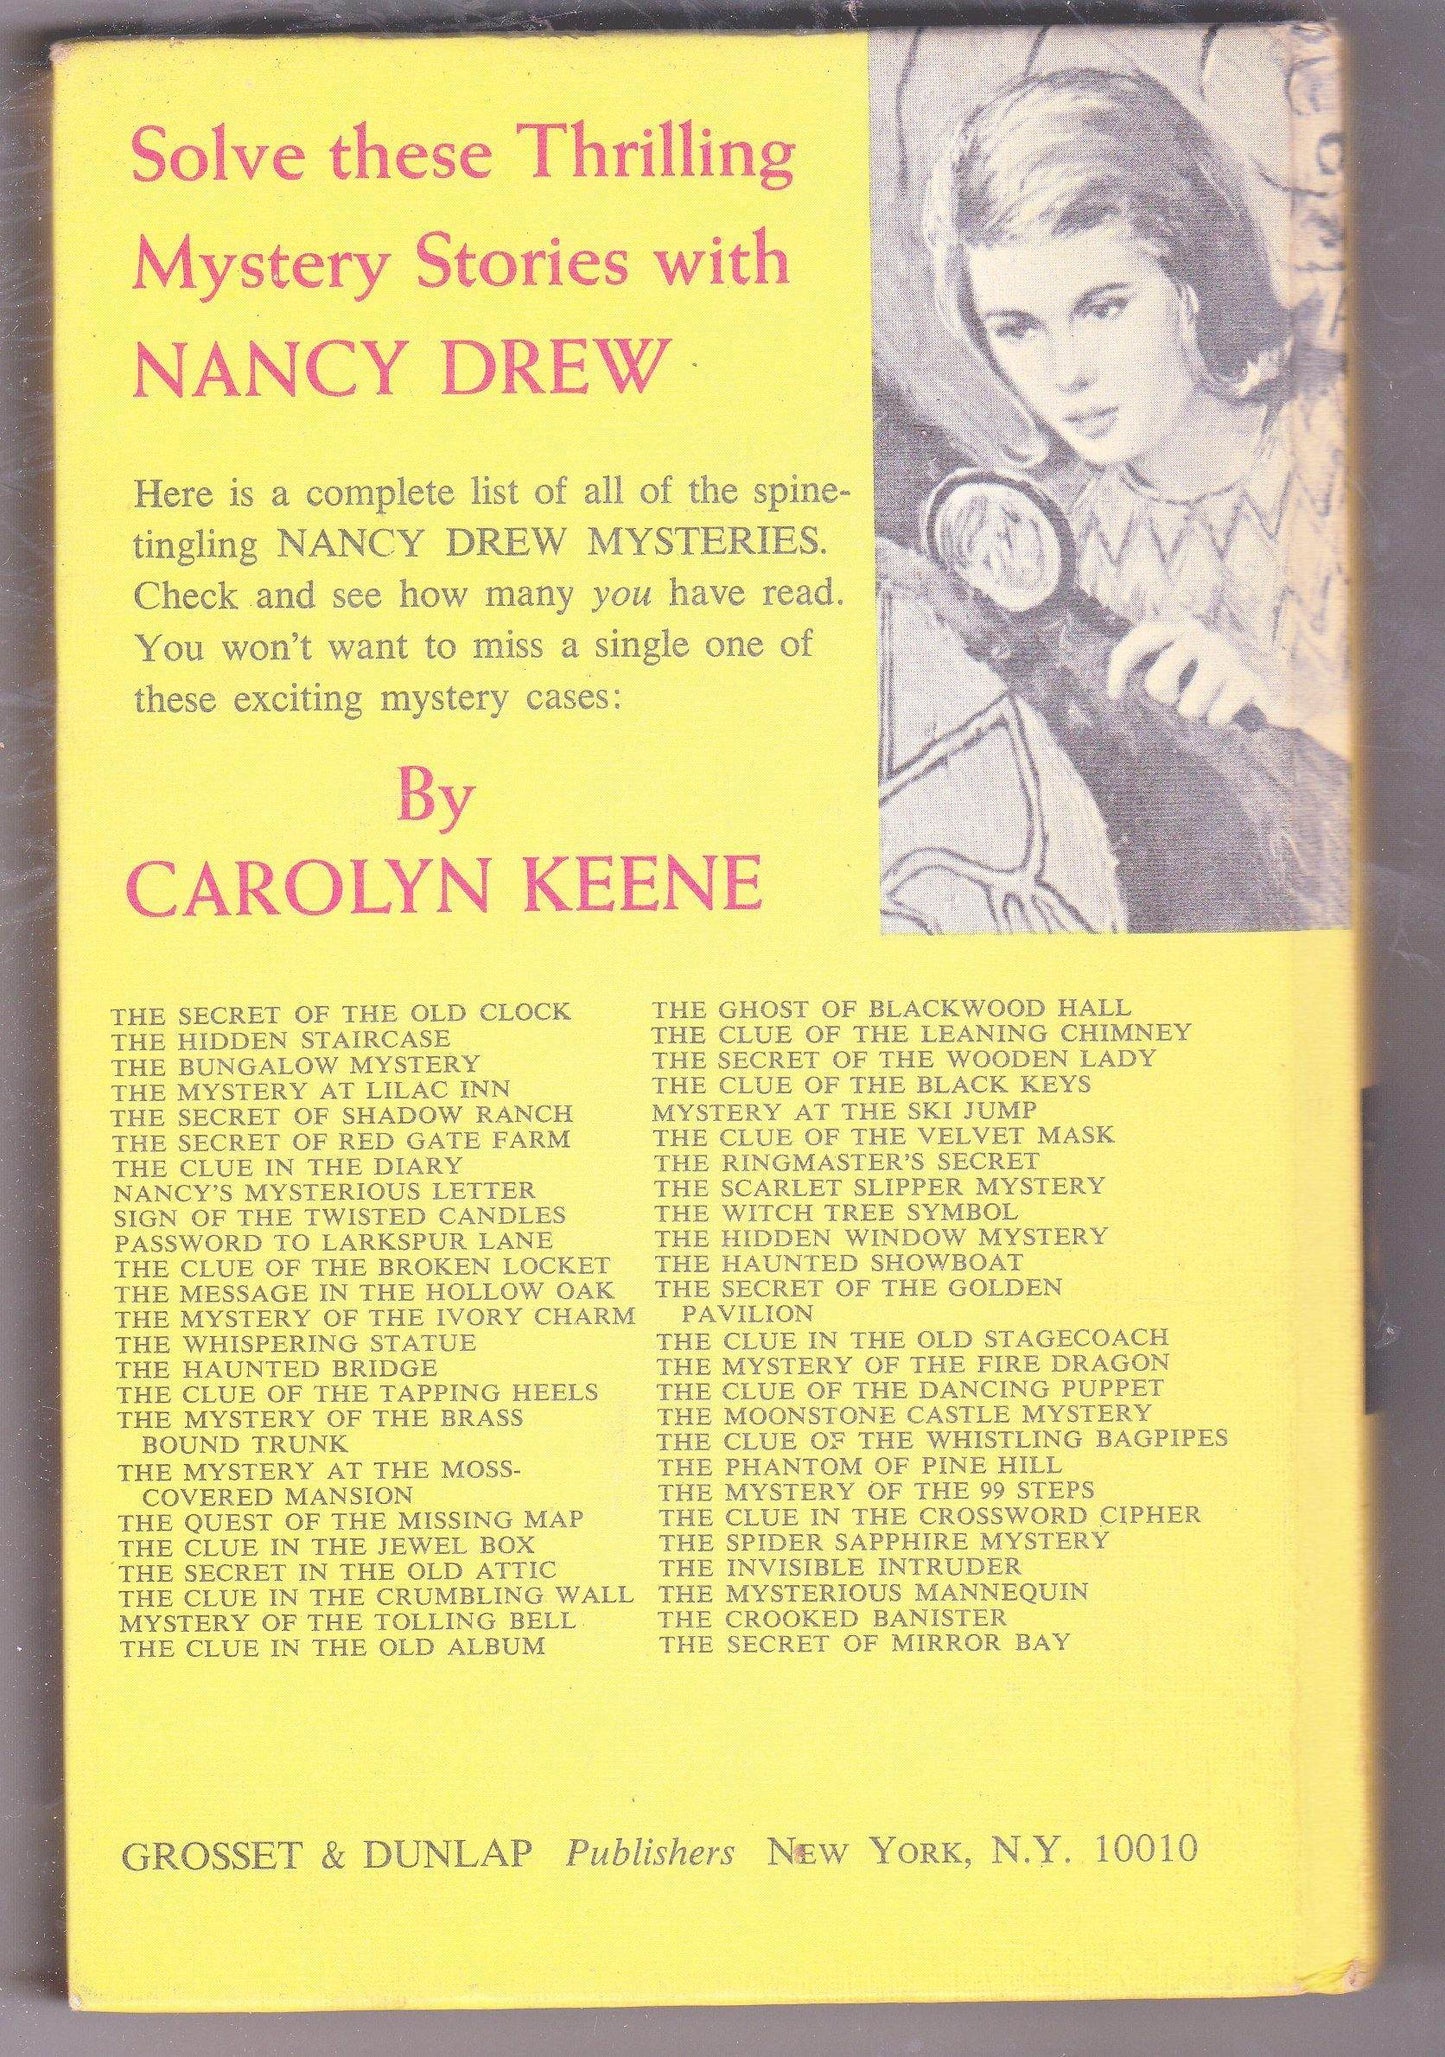 Solve these Thrilling
Mystery Stories with
NANCY DREW
Here is a complete list of all of the spine-
tingling NANCY DREW MYSTERIES.
Check and see how many you have read.
You won't want to miss a single one of
these exciting mystery cases:
By
CAROLYN KEENE
THE SECRET OF THE OLD CLOCK
THE HIDDEN STAIRCASE
THE BUNGALOW MYSTERY
THE MYSTERY AT LILAC INN
THE SECRET OF SHADOW RANCH
THE SECRET OF RED GATE FARM
THE CLUE IN THE DIARY
NANCY'S MYSTERIOUS LETTER
SIGN OF THE TWISTED CANDLES
PASSWORD TO LARKSPUR LANE
THE CLUE OF THE BROKEN LOCKET
THE MESSAGE IN THE HOLLOW OAK
THE MYSTERY OF THE IVORY CHARM
THE WHISPERING STATUE
THE HAUNTED BRIDGE
THE CLUE OF THE TAPPING HEELS
THE MYSTERY OF THE BRASS
BOUND TRUNK
THE MYSTERY AT THE MOSS-
COVERED MANSION
THE QUEST OF THE MISSING MAP
THE CLUE IN THE JEWEL BOX
THE SECRET IN THE OLD ATTIC
THE CLUE IN THE CRUMBLING WALL
MYSTERY OF THE TOLLING BELL
THE CLUE IN THE OLD ALBUM
THE GHOST OF BLACKWOOD HALL
THE CLUE OF THE LEANING CHIMNEY
THE SECRET OF THE WOODEN LADY
THE CLUE OF THE BLACK KEYS
MYSTERY AT THE SKI JUMP
THE CLUE OF THE VELVET MASK
THE RINGMASTER'S SECRET
THE SCARLET SLIPPER MYSTERY
THE WITCH TREE SYMBOL
THE HIDDEN WINDOW MYSTERY
THE HAUNTED SHOWBOAT
THE SECRET OF THE GOLDEN
PAVILION
THE CLUE IN THE OLD STAGECOACH
THE MYSTERY OF THE FIRE DRAGON
THE CLUE OF THE DANCING PUPPET
THE MOONSTONE CASTLE MYSTERY
THE CLUE OF THE WHISTLING BAGPIPES
THE PHANTOM OF PINE HILL
THE MYSTERY OF THE 99 STEPS
THE CLUE IN THE CROSSWORD CIPHER
THE SPIDER SAPPHIRE MYSTERY
THE INVISIBLE INTRUDER
THE MYSTERIOUS MANNEQUIN
THE CROOKED BANISTER
THE SECRET OF MIRROR BAY
GROSSET & DUNLAP Publishers NEW YORK, N.Y. 10010